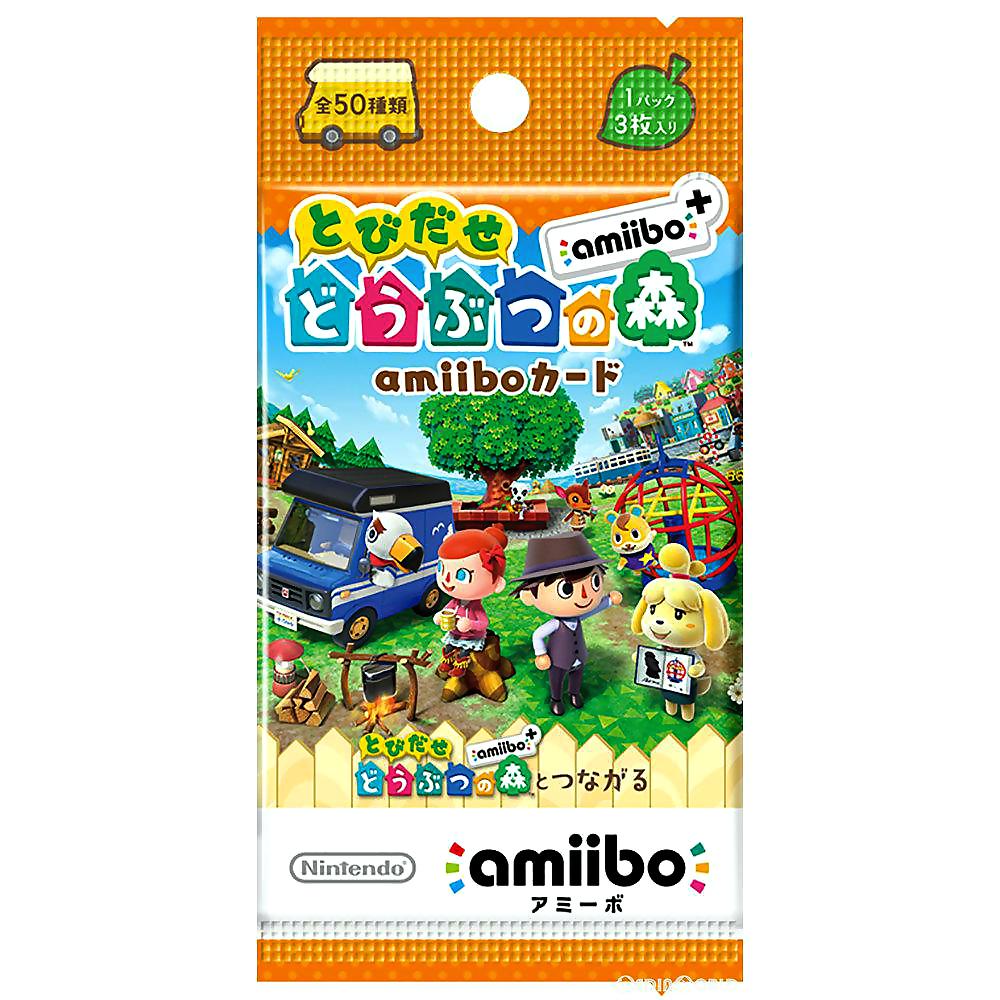 全50種類
1パック
3枚入り
とびだせ
どうぶつの森™
amiibo+
amiiboカード
とびだせ
どうぶつの森
amiibo+
とつながる
Nintendo®
amiibo
アミーボ